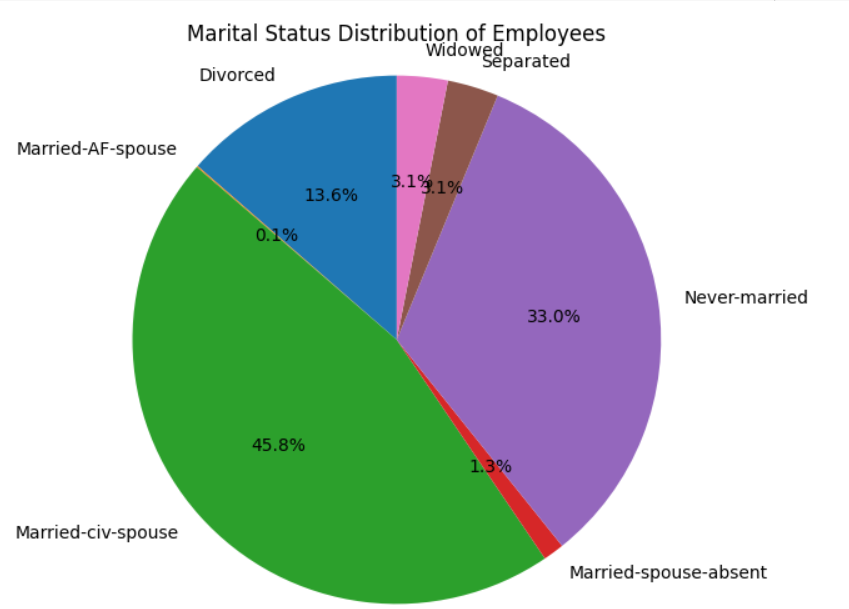 Marital Status Distribution of Employees
Widowed
Separated
Divorced
Married-AF-spouse
3.1%
3.1%
13.6%
0.1%
Never-married
33.0%
45.8%
1.3%
Married-civ-spouse
Married-spouse-absent